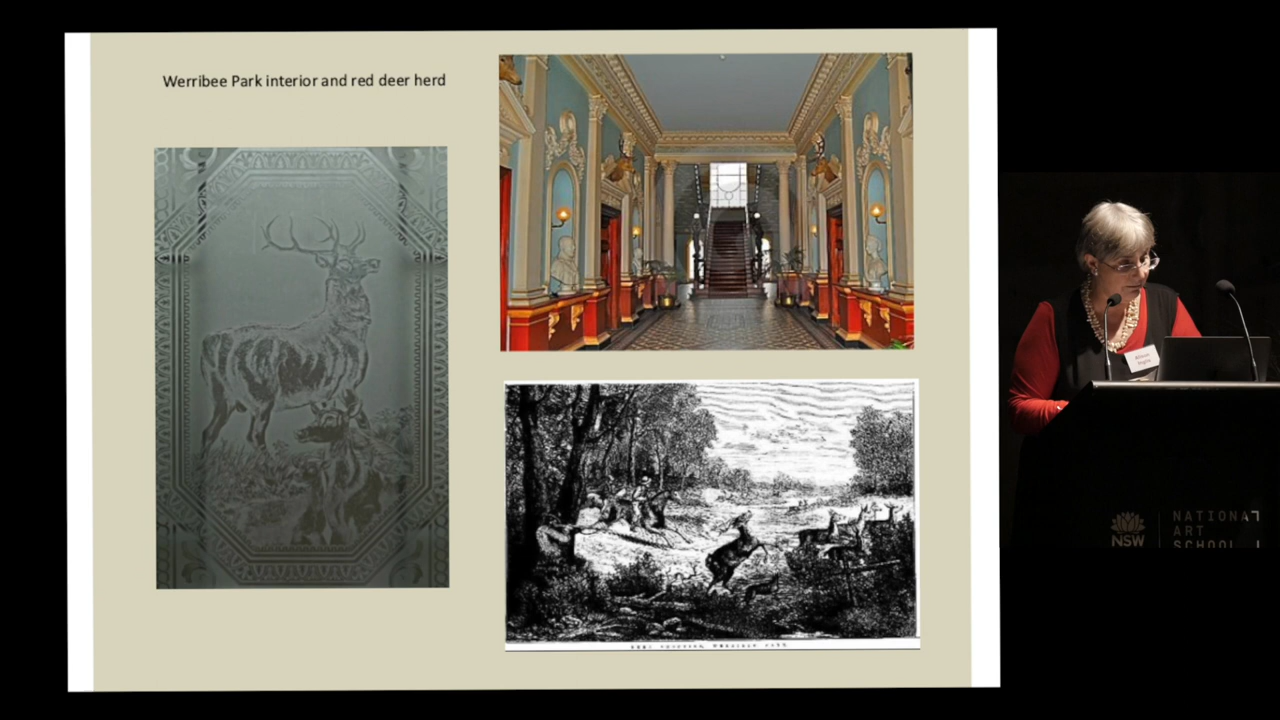 Werribee Park interior and red deer herd
NSW
NATIONAL
ART
SCHOOL